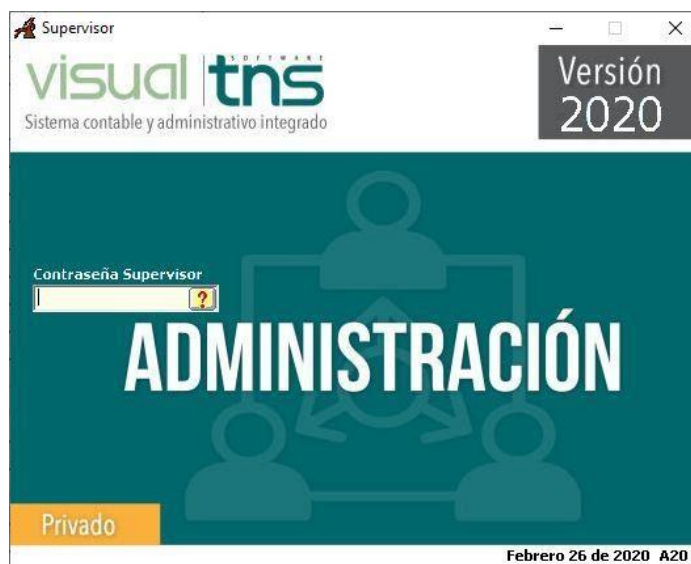 Supervisor
visual tns
SOFTWARE
Sistema contable y administrativo integrado
Versión
2020
Contraseña Supervisor
?
ADMINISTRACIÓN
Privado
Febrero 26 de 2020 A20